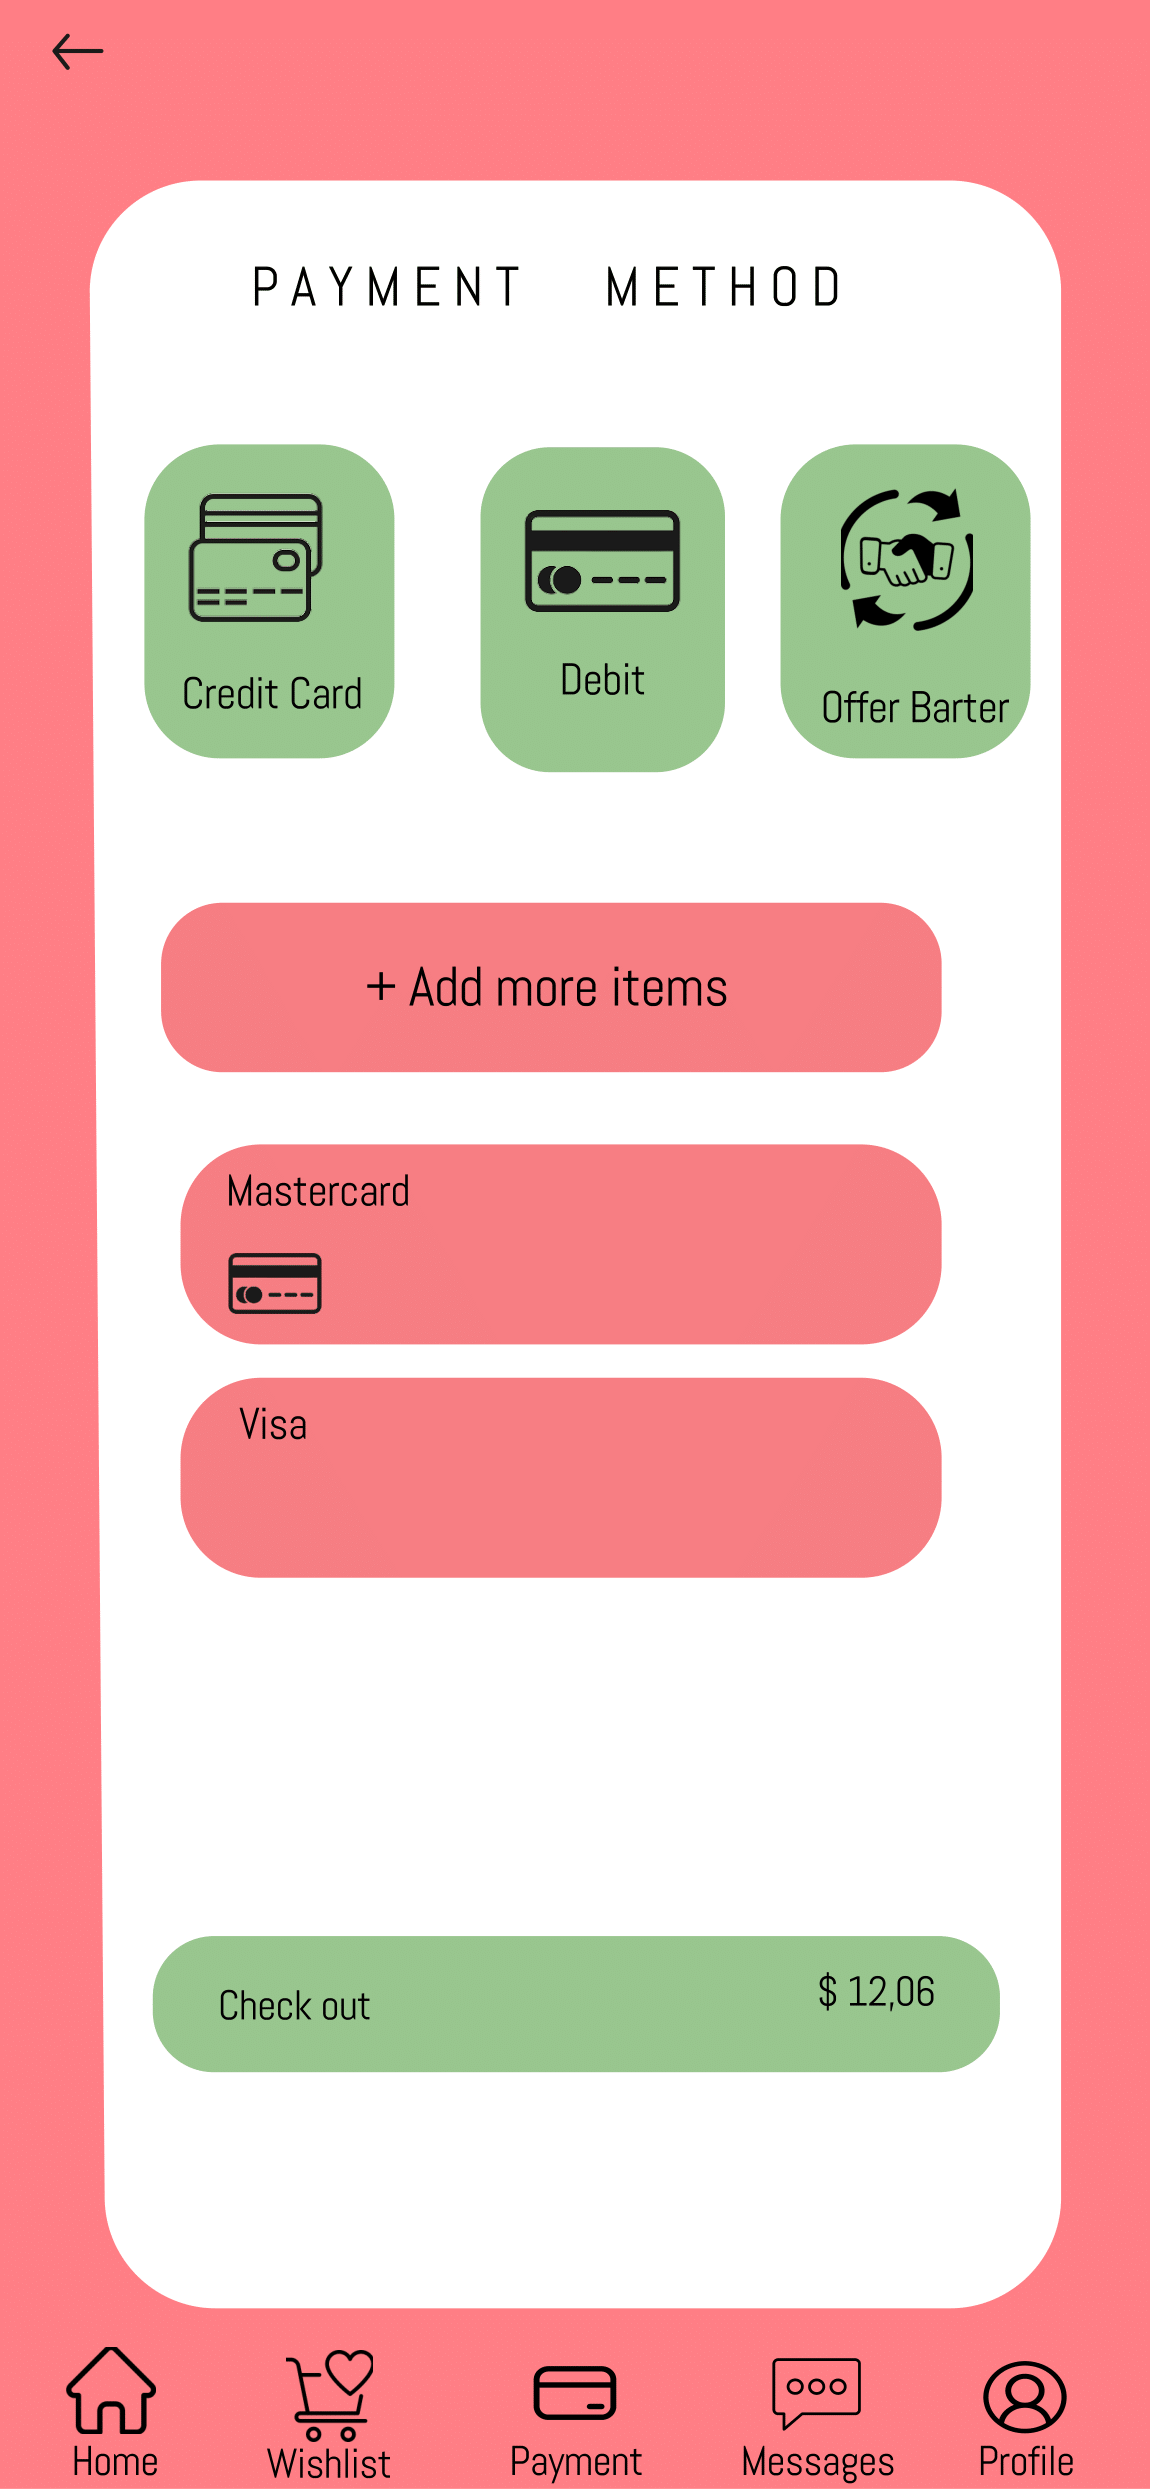 PAYMENT METHOD
Credit Card
Debit
Offer Barter
+ Add more items
Mastercard
Visa
Check out
$ 12,06
Home
Wishlist
Payment
Messages
Profile